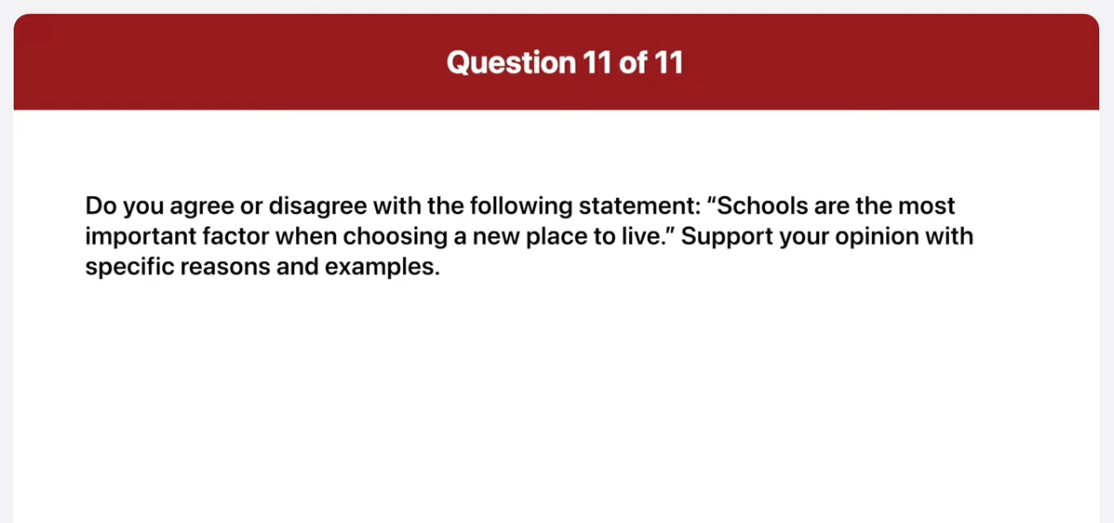 Question 11 of 11
Do you agree or disagree with the following statement: “Schools are the most
important factor when choosing a new place to live.” Support your opinion with
specific reasons and examples.